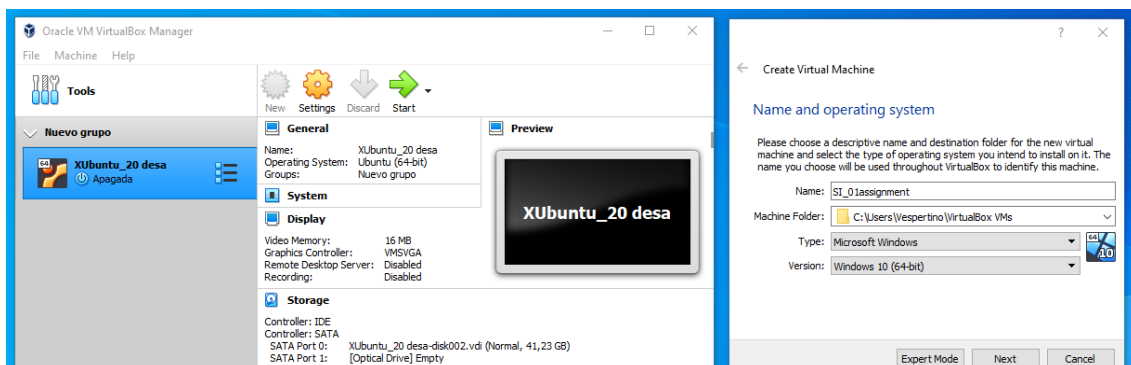 Oracle VM VirtualBox Manager
File Machine Help
Tools
New Settings Discard Start
Nuevo grupo
64
XUbuntu_20 desa
Apagada
General
Name: XUbuntu_20 desa
Operating System: Ubuntu (64-bit)
Groups: Nuevo grupo
System
Display
Video Memory: 16 MB
Graphics Controller: VMSVGA
Remote Desktop Server: Disabled
Recording: Disabled
Storage
Controller: IDE
Controller: SATA
SATA Port 0: XUbuntu_20 desa-disk002.vdi (Normal, 41,23 GB)
SATA Port 1: [Optical Drive] Empty
Preview
XUbuntu_20 desa
?
Create Virtual Machine
Name and operating system
Please choose a descriptive name and destination folder for the new virtual
machine and select the type of operating system you intend to install on it. The
name you choose will be used throughout VirtualBox to identify this machine.
Name: SI_01assignment
Machine Folder: C:\Users\Vespertino\VirtualBox VMs
Type: Microsoft Windows
64
10
Version: Windows 10 (64-bit)
Expert Mode Next Cancel